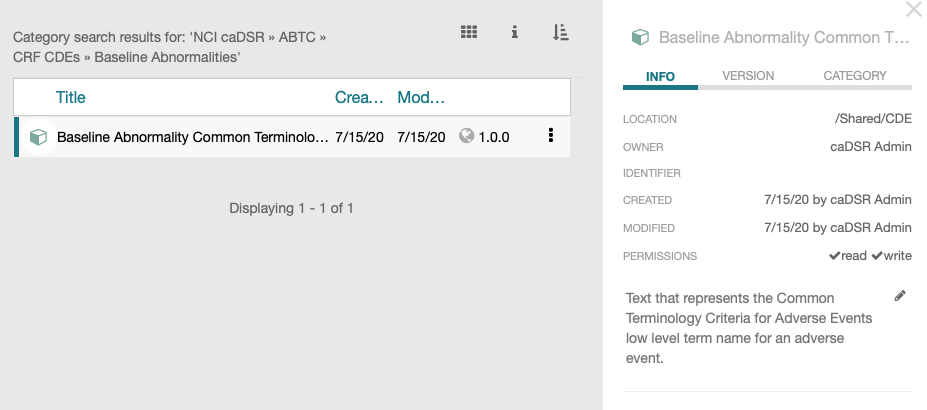 Category search results for: 'NCI caDSR » ABTC »
CRF CDEs » Baseline Abnormalities'
Title Crea... Mod...
Baseline Abnormality Common Terminolo... 7/15/20 7/15/20 1.0.0
Displaying 1 - 1 of 1
Baseline Abnormality Common T...
INFO VERSION CATEGORY
LOCATION /Shared/CDE
OWNER caDSR Admin
IDENTIFIER
CREATED 7/15/20 by caDSR Admin
MODIFIED 7/15/20 by caDSR Admin
PERMISSIONS read write
Text that represents the Common
Terminology Criteria for Adverse Events
low level term name for an adverse
event.